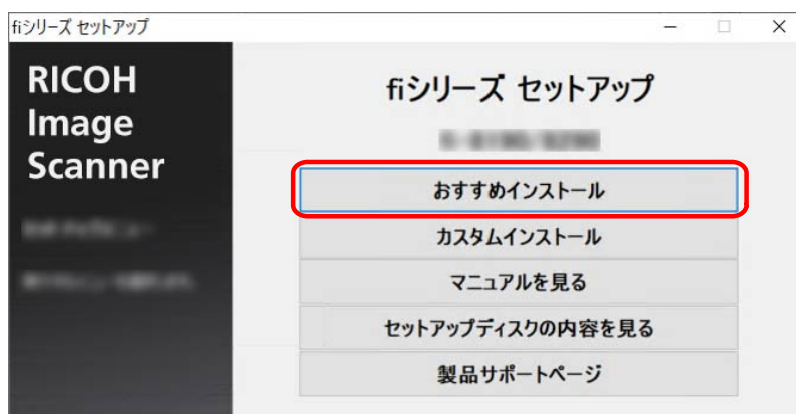 fiシリーズ セットアップ
RICOH
Image
Scanner
fiシリーズ セットアップ
おすすめインストール
カスタムインストール
マニュアルを見る
セットアップディスクの内容を見る
製品サポートページ